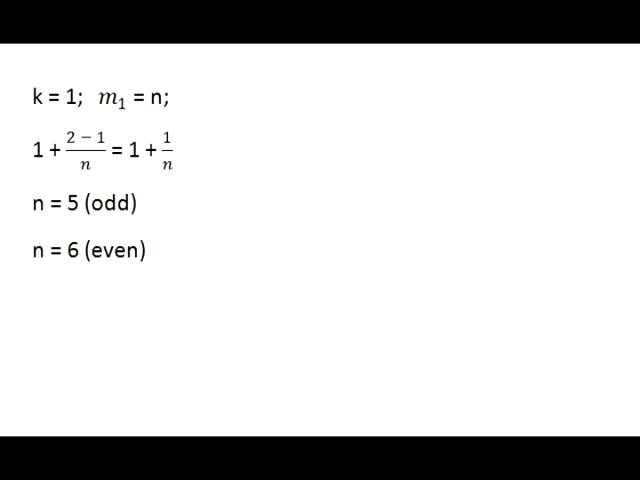 k = 1; m₁ = n;
1 + (2 − 1)/n = 1 + 1/n
n = 5 (odd)
n = 6 (even)